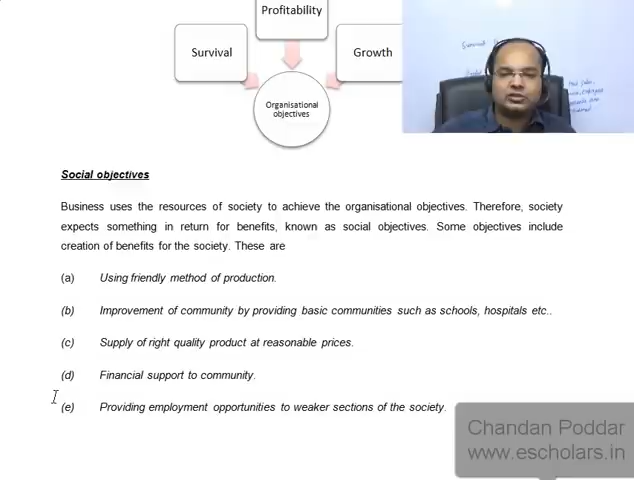 Profitability
Survival
Growth
Organisational
objectives
Social objectives
Business uses the resources of society to achieve the organisational objectives. Therefore, society
expects something in return for benefits, known as social objectives. Some objectives include
creation of benefits for the society. These are
(a) Using friendly method of production.
(b) Improvement of community by providing basic communities such as schools, hospitals etc..
(c) Supply of right quality product at reasonable prices.
(d) Financial support to community.
(e) Providing employment opportunities to weaker sections of the society.
Chandan Poddar
www.escholars.in